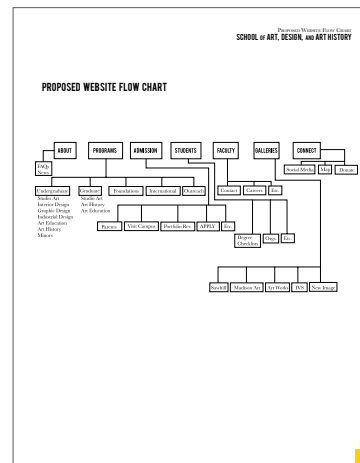 PROPOSED WEBSITE FLOW CHART
SCHOOL OF ART, DESIGN, AND ART HISTORY
PROPOSED WEBSITE FLOW CHART
ABOUT PROGRAMS ADMISSION STUDENTS FACULTY GALLERIES CONNECT
FAQs
News
Social Media Map Donate
Undergraduate Graduate Foundations International Outreach
Contact Careers Etc.
Studio Art
Interior Design
Graphic Design
Industrial Design
Art Education
Art History
Minors
Studio Art
Art History
Art Education
Parents Visit Campus Portfolio Rev. APPLY Etc.
Degree
Checklists
Orgs.
Etc.
Sawhill Madison Art Art Works IVS New Image